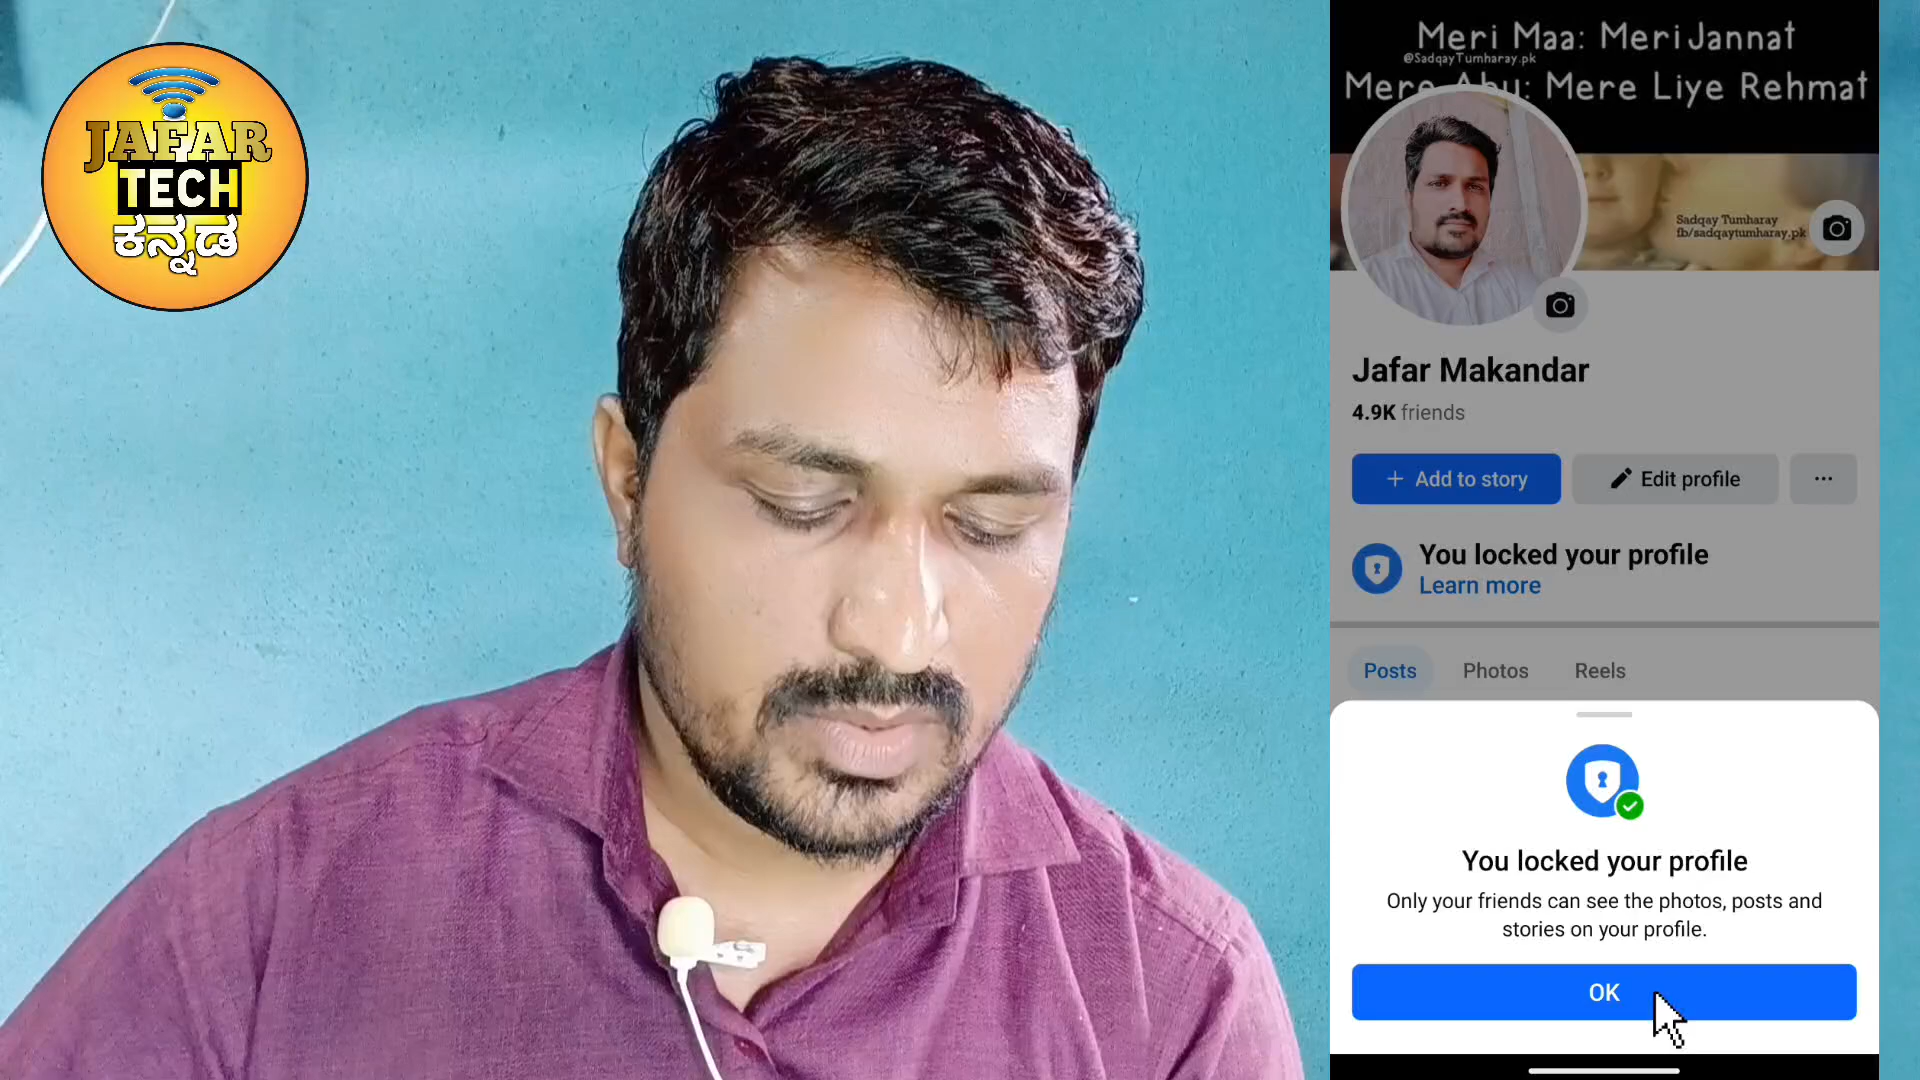 JAFAR
TECH
ಕನ್ನಡ
Meri Maa: Meri Jannat
@SadqayTumharay.pk
Mere Abu: Mere Liye Rehmat
Sadqay Tumharay
fb/sadqaytumharay.pk
Jafar Makandar
4.9K friends
+ Add to story
Edit profile
...
You locked your profile
Learn more
Posts
Photos
Reels
You locked your profile
Only your friends can see the photos, posts and
stories on your profile.
OK